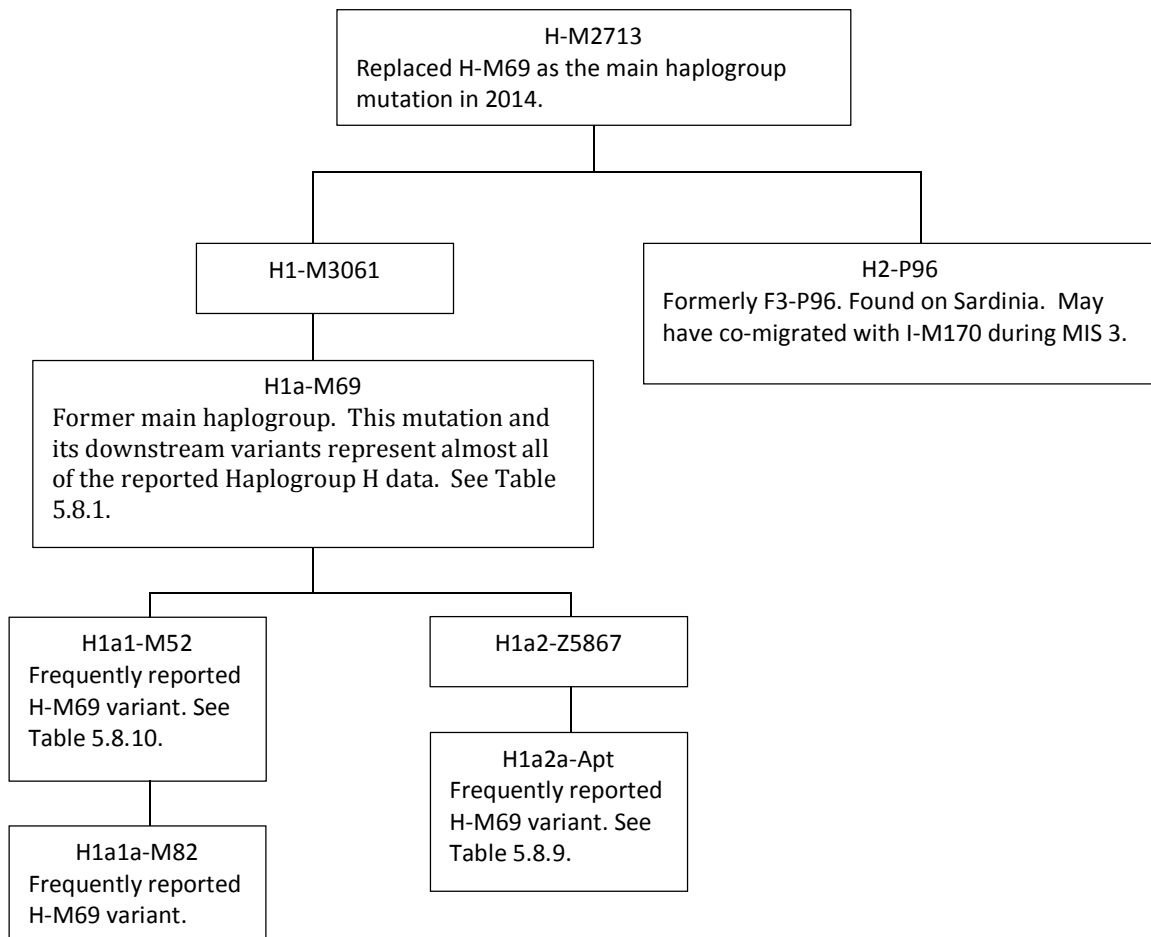 H-M2713
Replaced H-M69 as the main haplogroup
mutation in 2014.
H1-M3061
H2-P96
Formerly F3-P96. Found on Sardinia.  May
have co-migrated with I-M170 during MIS 3.
H1a-M69
Former main haplogroup.  This mutation and
its downstream variants represent almost all
of the reported Haplogroup H data.  See Table
5.8.1.
H1a1-M52
Frequently reported
H-M69 variant. See
Table 5.8.10.
H1a2-Z5867
H1a2a-Apt
Frequently reported
H-M69 variant. See
Table 5.8.9.
H1a1a-M82
Frequently reported
H-M69 variant.